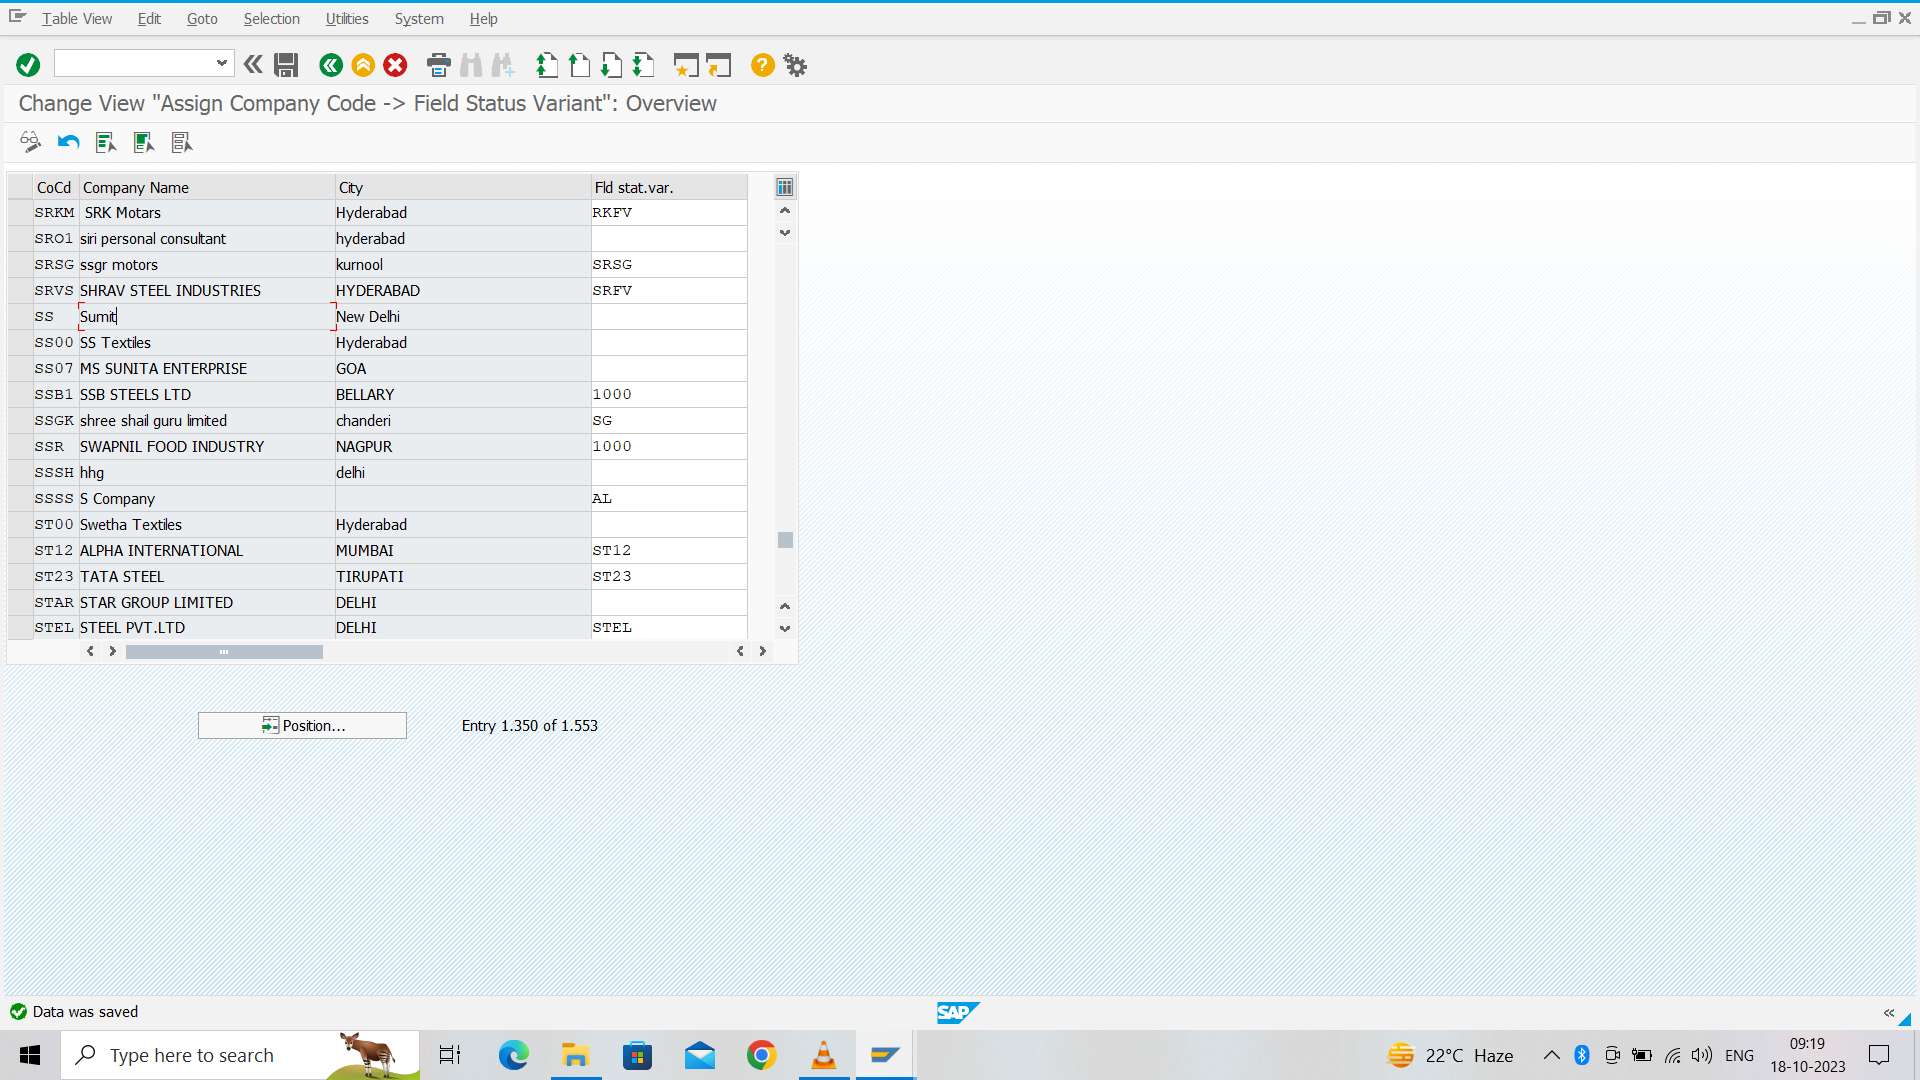 Table View Edit Goto Selection Utilities System Help
Change View "Assign Company Code -> Field Status Variant": Overview
CoCd Company Name City Fld stat.var.
SRKM SRK Motars Hyderabad RKFV
SRO1 siri personal consultant hyderabad
SRSG ssgr motors kurnool SRSG
SRVS SHRAV STEEL INDUSTRIES HYDERABAD SRFV
SS Sumit New Delhi
SS00 SS Textiles Hyderabad
SS07 MS SUNITA ENTERPRISE GOA
SSB1 SSB STEELS LTD BELLARY 1000
SSGK shree shail guru limited chanderi SG
SSR SWAPNIL FOOD INDUSTRY NAGPUR 1000
SSSH hhg delhi
SSSS S Company AL
ST00 Swetha Textiles Hyderabad
ST12 ALPHA INTERNATIONAL MUMBAI ST12
ST23 TATA STEEL TIRUPATI ST23
STAR STAR GROUP LIMITED DELHI
STEL STEEL PVT.LTD DELHI STEL
Position... Entry 1.350 of 1.553
Data was saved SAP
Type here to search 22°C Haze ENG 09:19
18-10-2023